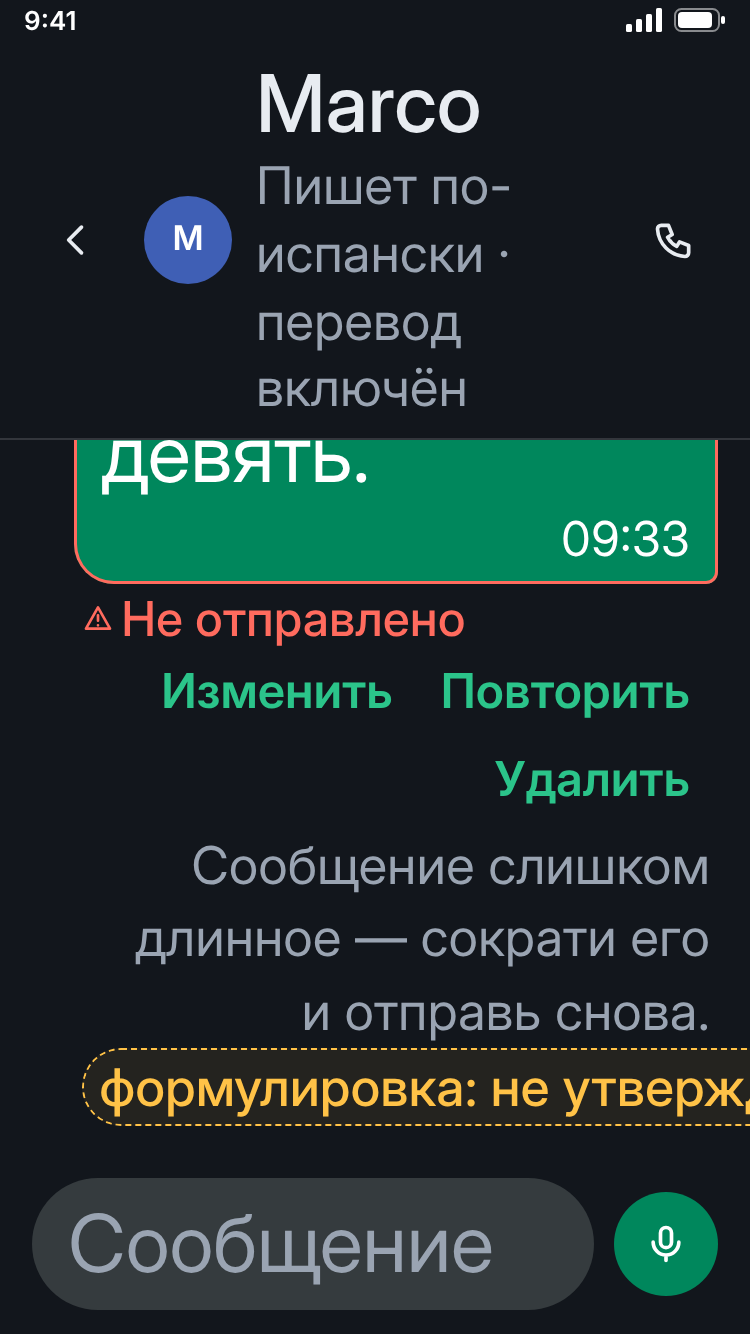 9:41
Marco
Пишет по-
испански ·
перевод
включён
M
девять.
09:33
Не отправлено
Изменить Повторить
Удалить
Сообщение слишком
длинное — сократи его
и отправь снова.
формулировка: не утверж
Сообщение